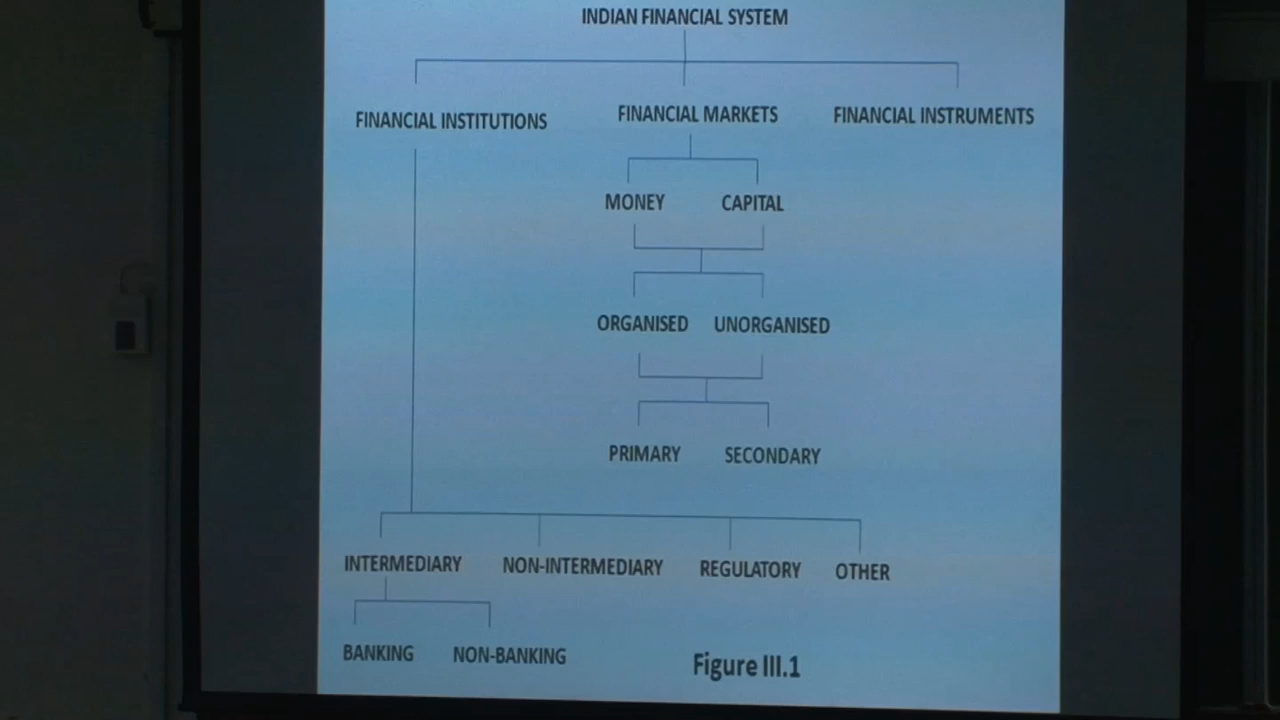 INDIAN FINANCIAL SYSTEM
FINANCIAL INSTITUTIONS FINANCIAL MARKETS FINANCIAL INSTRUMENTS
MONEY CAPITAL
ORGANISED UNORGANISED
PRIMARY SECONDARY
INTERMEDIARY NON-INTERMEDIARY REGULATORY OTHER
BANKING NON-BANKING
Figure III.1